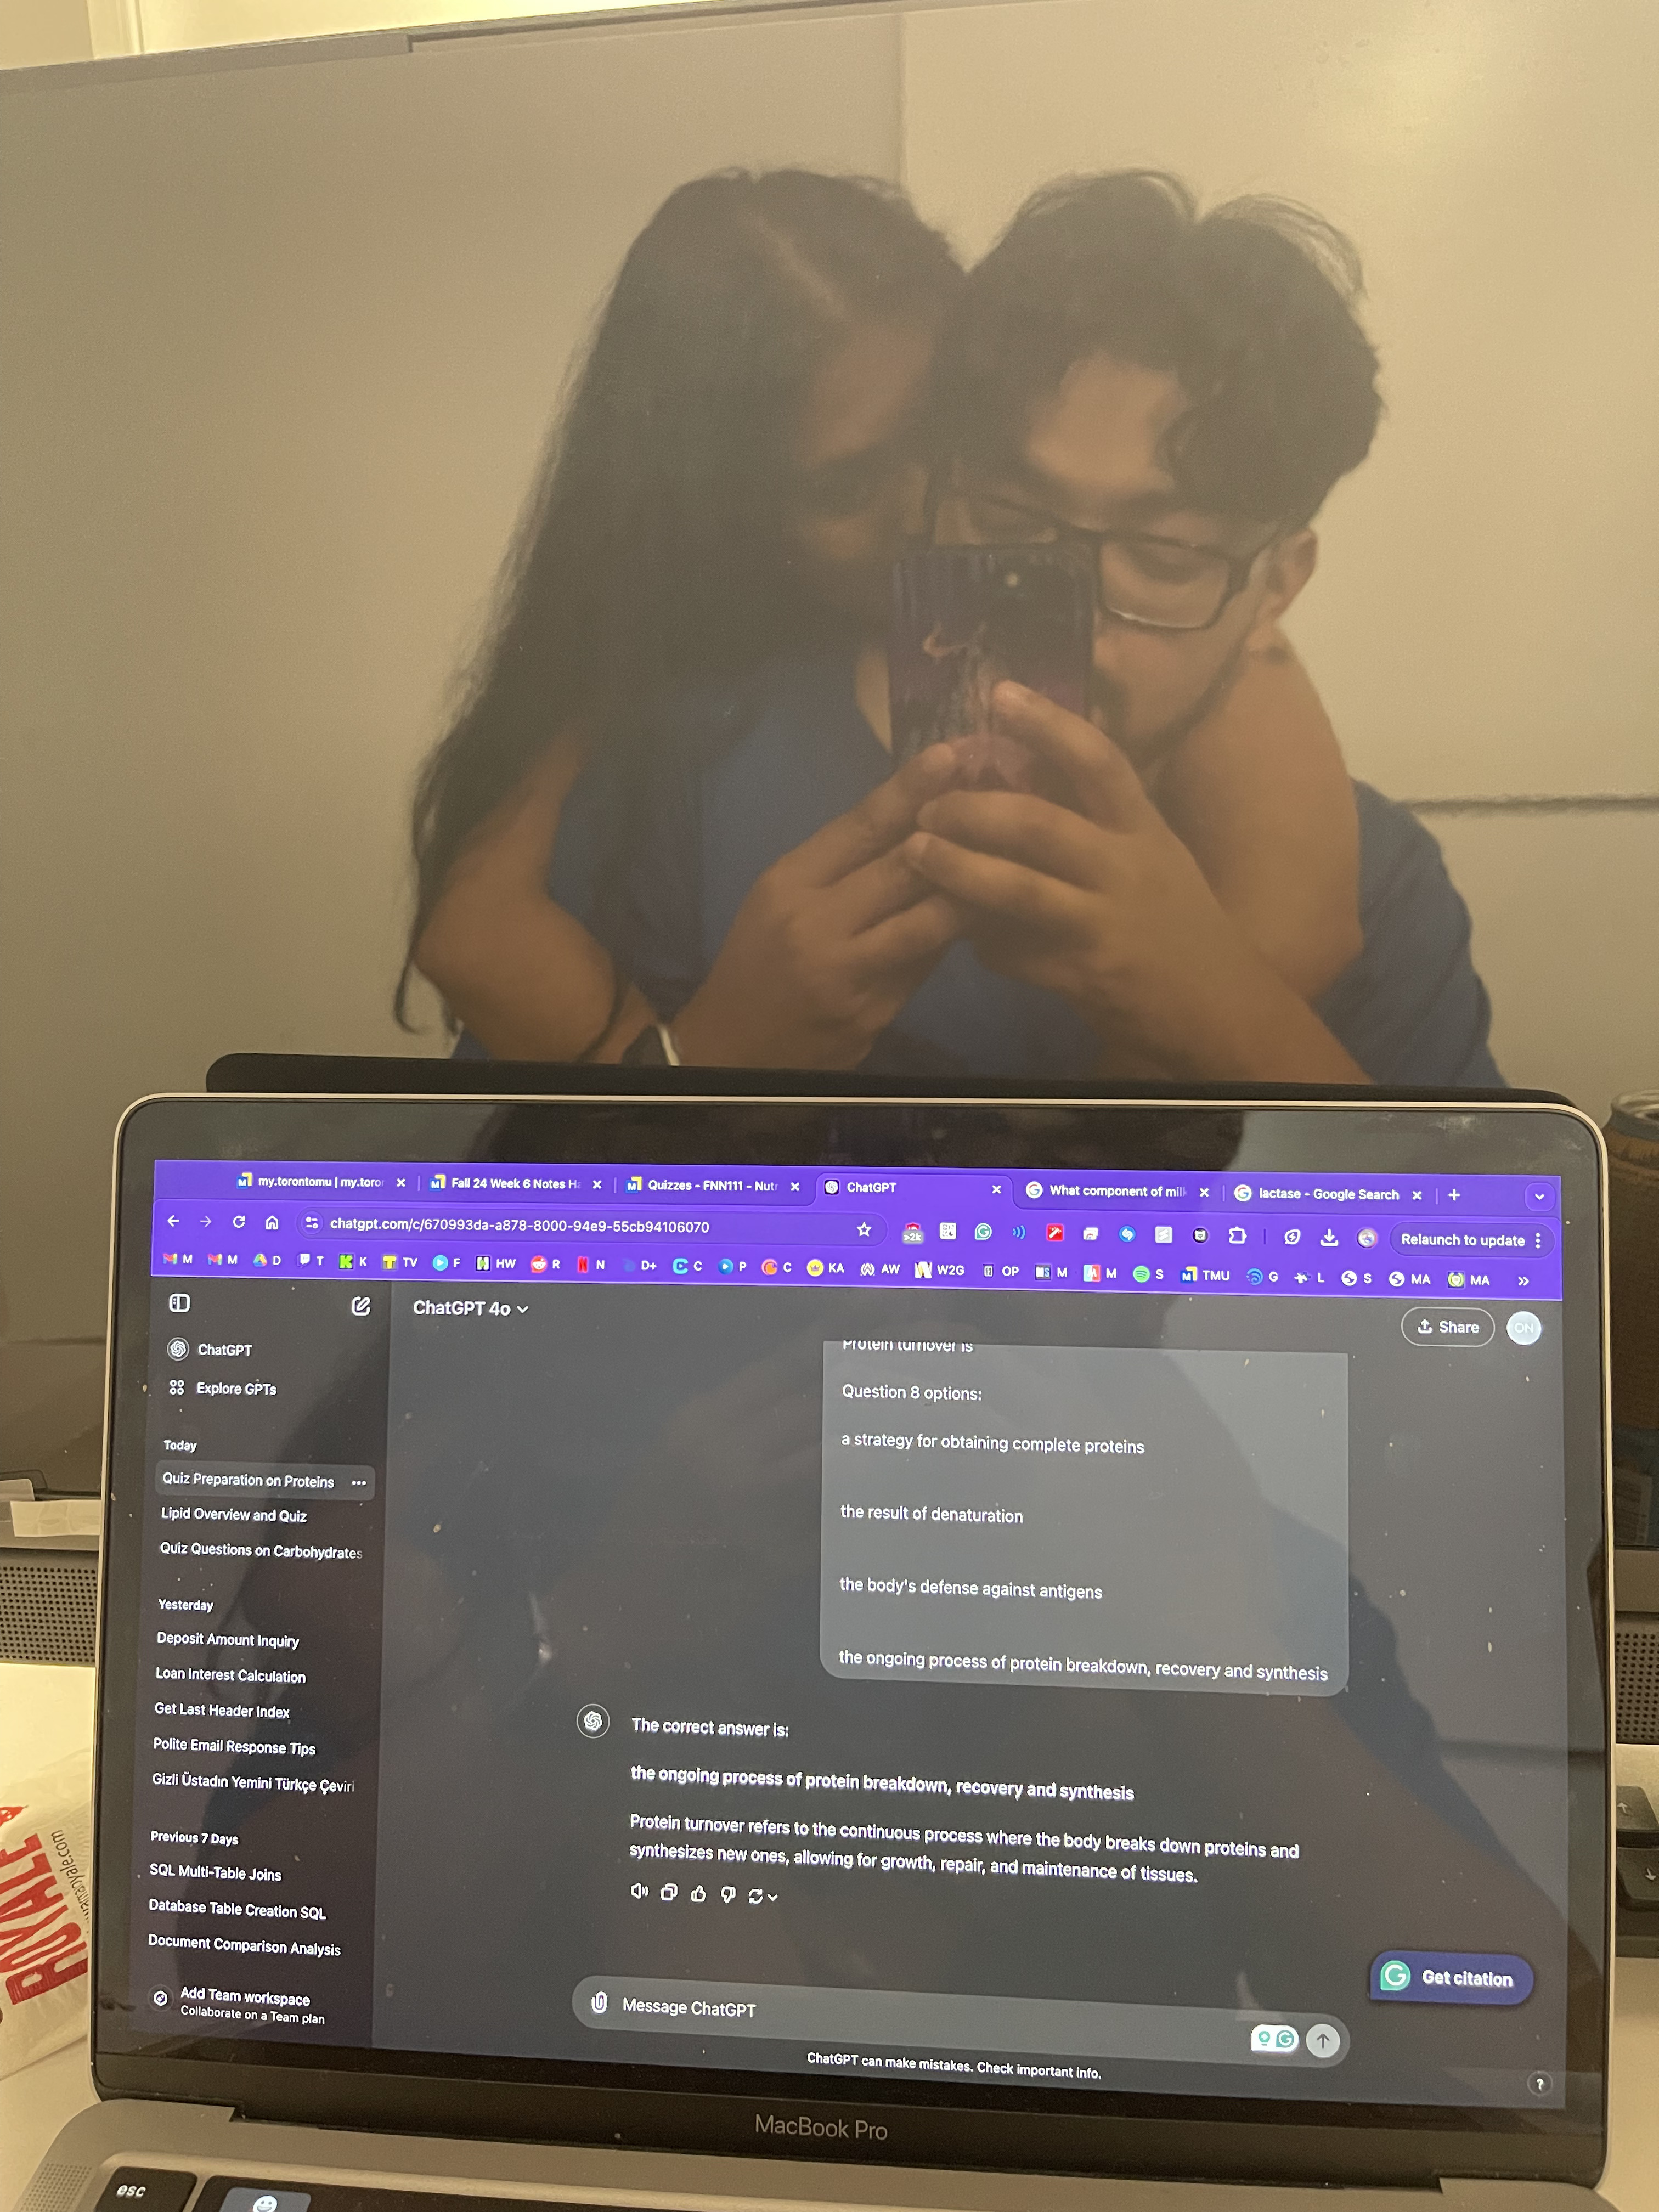 my.torontomu | my.toror
Fall 24 Week 6 Notes H
Quizzes - FNN111 - Nutr
ChatGPT
What component of mil
lactase - Google Search
chatgpt.com/c/670993da-a878-8000-94e9-55cb94106070
>2k
Relaunch to update
M
M
D
T
K
TV
F
HW
R
N
D+
C
P
C
KA
AW
W2G
OP
M
M
S
TMU
G
L
S
MA
MA
ChatGPT 4o
Share
ON
ChatGPT
Explore GPTs
Today
Quiz Preparation on Proteins
Lipid Overview and Quiz
Quiz Questions on Carbohydrates
Yesterday
Deposit Amount Inquiry
Loan Interest Calculation
Get Last Header Index
Polite Email Response Tips
Gizli Üstadın Yemini Türkçe Çeviri
Previous 7 Days
SQL Multi-Table Joins
Database Table Creation SQL
Document Comparison Analysis
Add Team workspace
Collaborate on a Team plan
Protein turnover is
Question 8 options:
a strategy for obtaining complete proteins
the result of denaturation
the body's defense against antigens
the ongoing process of protein breakdown, recovery and synthesis
The correct answer is:
the ongoing process of protein breakdown, recovery and synthesis
Protein turnover refers to the continuous process where the body breaks down proteins and
synthesizes new ones, allowing for growth, repair, and maintenance of tissues.
Get citation
Message ChatGPT
ChatGPT can make mistakes. Check important info.
?
MacBook Pro
esc